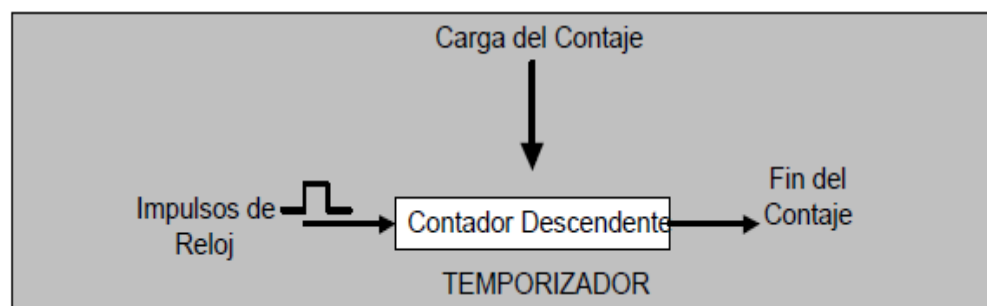 Carga del Contaje
Impulsos de
Reloj
Contador Descendente
Fin del
Contaje
TEMPORIZADOR